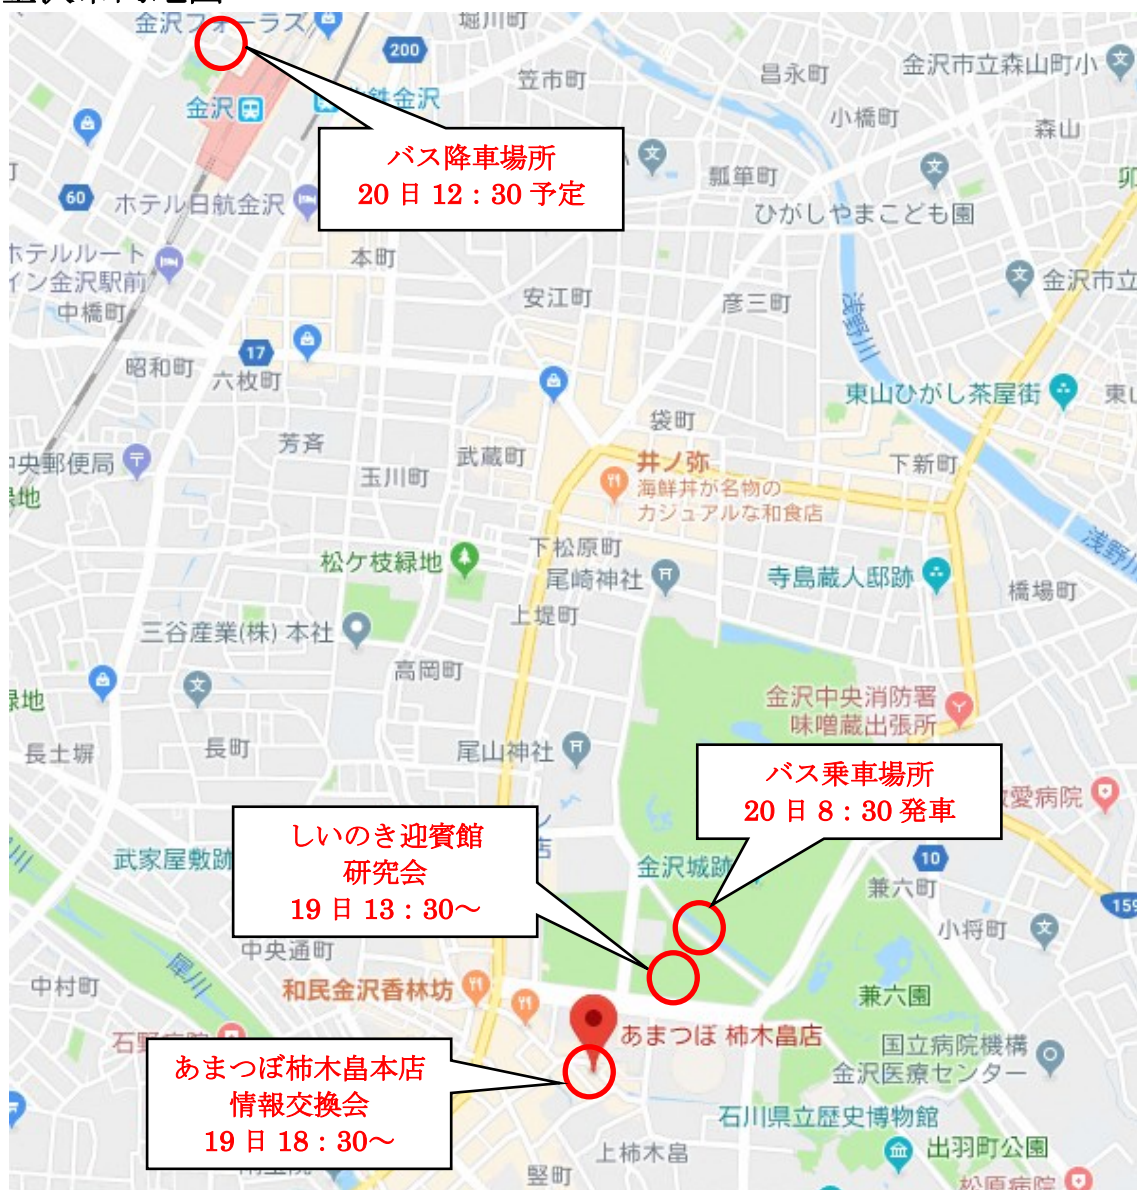 金沢フォーラス
堀川町
200
笠市町
昌永町
金沢市立森山町小
金沢
小橋町
森山
バス降車場所
20日12：30予定
瓢箪町
60
ホテル日航金沢
ひがしやまこども園
本町
ホテルルート
イン金沢駅前
金沢市立
中橋町
安江町
彦三町
浅野川
昭和町
17
六枚町
東山ひがし茶屋街
袋町
芳斉
武蔵町
井ノ弥
海鮮丼が名物の
カジュアルな和食店
下新町
中央郵便局
玉川町
緑地
下松原町
浅野川
松ケ枝緑地
尾崎神社
寺島蔵人邸跡
橋場町
上堤町
三谷産業(株) 本社
高岡町
金沢中央消防署
味噌蔵出張所
緑地
長土塀
長町
尾山神社
バス乗車場所
20日8：30発車
愛病院
しいのき迎賓館
研究会
19日13：30～
武家屋敷跡
金沢城跡
10
兼六町
159
小将町
中央通町
犀川
中村町
和民金沢香林坊
兼六園
あまつぼ 柿木畠店
国立病院機構
金沢医療センター
あまつぼ柿木畠本店
情報交換会
19日18：30～
石川県立歴史博物館
上柿木畠
出羽町公園
竪町
松原病院